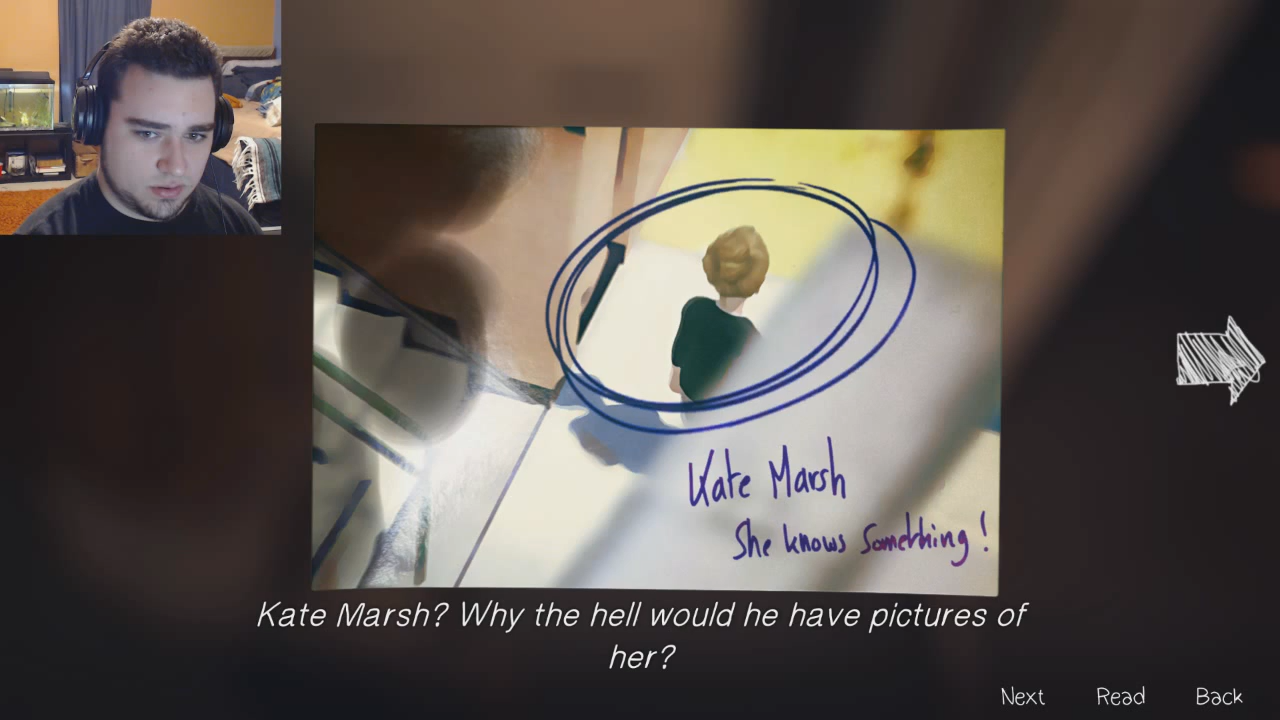 Kate Marsh
She knows something!
Kate Marsh? Why the hell would he have pictures of
her?
Next Read Back